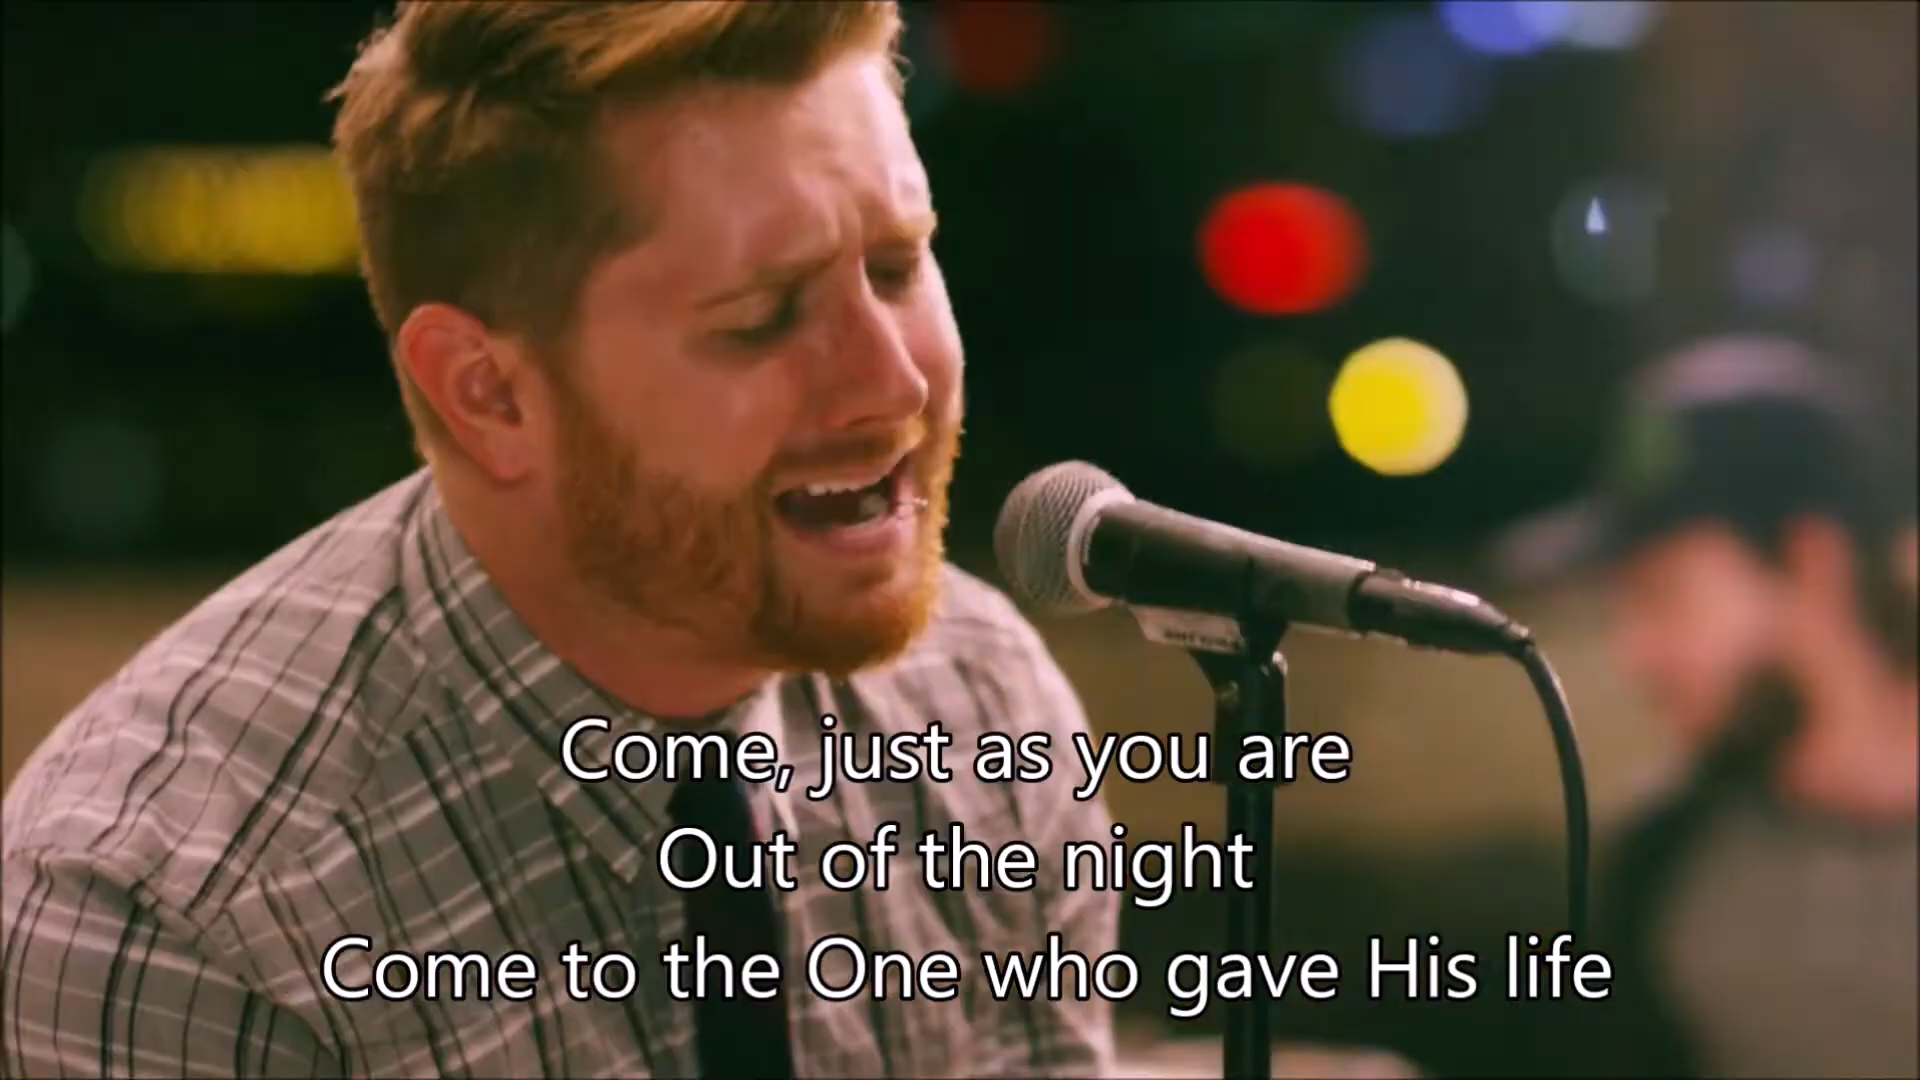 Come, just as you are
Out of the night
Come to the One who gave His life